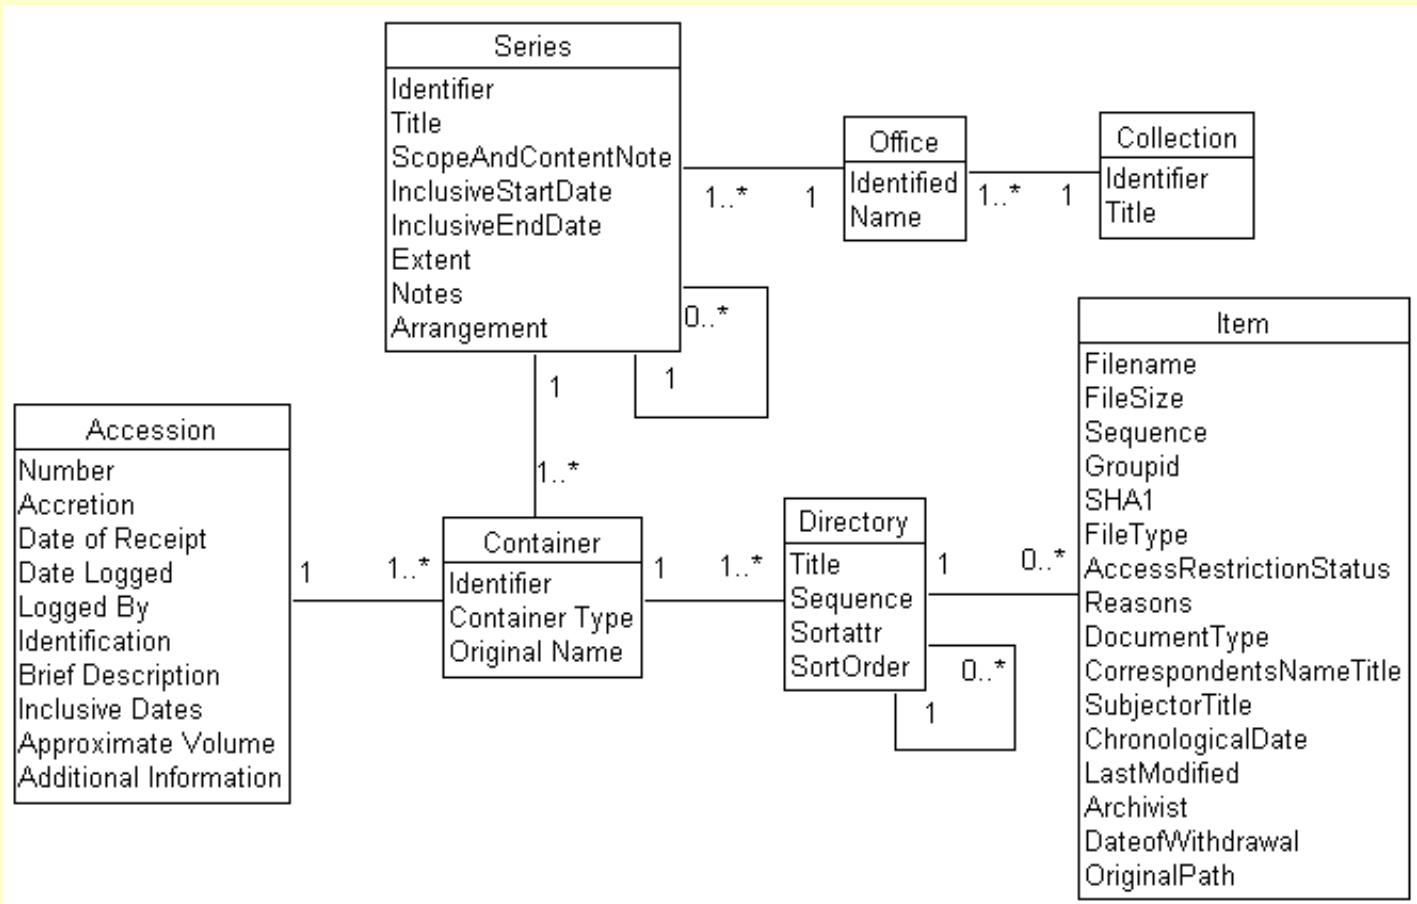 Series
Identifier
Title
ScopeAndContentNote
InclusiveStartDate
InclusiveEndDate
Extent
Notes
Arrangement
1..*
1
Office
Identified
Name
1..*
1
Collection
Identifier
Title
0..*
1
1
1..*
Accession
Number
Accretion
Date of Receipt
Date Logged
Logged By
Identification
Brief Description
Inclusive Dates
Approximate Volume
Additional Information
1
1..*
Container
Identifier
Container Type
Original Name
1
1..*
Directory
Title
Sequence
Sortattr
SortOrder
1
0..*
0..*
1
Item
Filename
FileSize
Sequence
Groupid
SHA1
FileType
AccessRestrictionStatus
Reasons
DocumentType
CorrespondentsNameTitle
SubjectorTitle
ChronologicalDate
LastModified
Archivist
DateofWithdrawal
OriginalPath